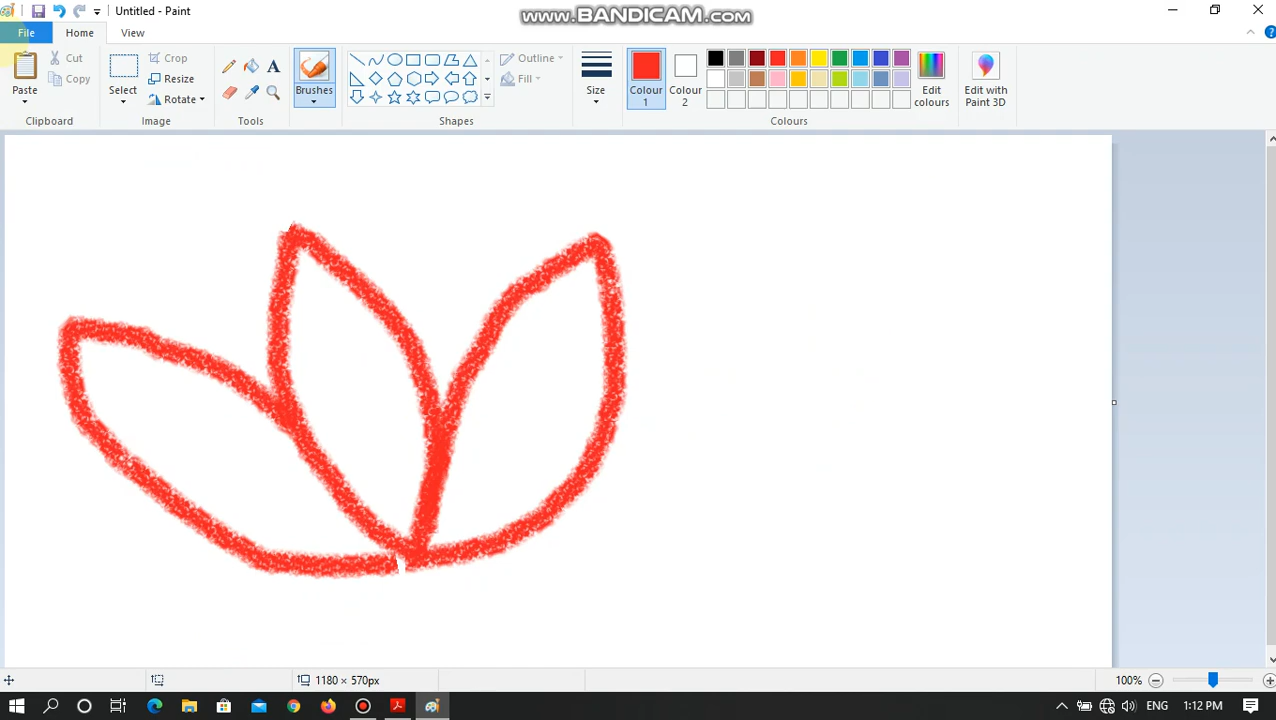 Untitled - Paint
www.BANDICAM.com
File
Home
View
Paste
Cut
Copy
Clipboard
Select
Crop
Resize
Rotate
Image
A
Tools
Brushes
Outline
Fill
Shapes
Size
Colour 1
Colour 2
Edit colours
Colours
Edit with Paint 3D
1180 × 570px
100%
ENG
1:12 PM